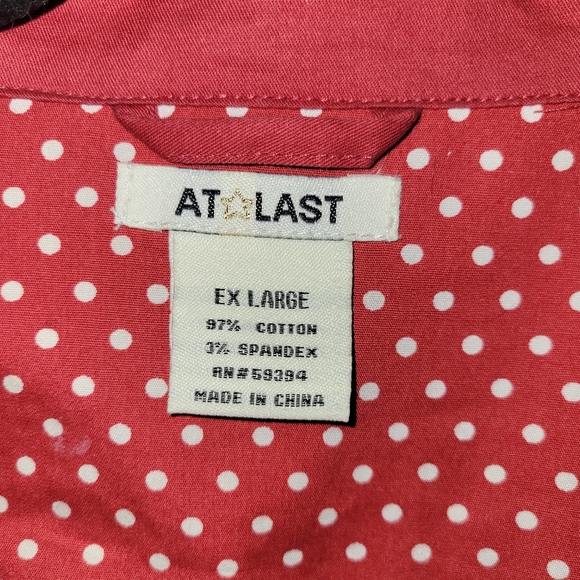 AT LAST
EX LARGE
97% COTTON
3% SPANDEX
RN#59394
MADE IN CHINA